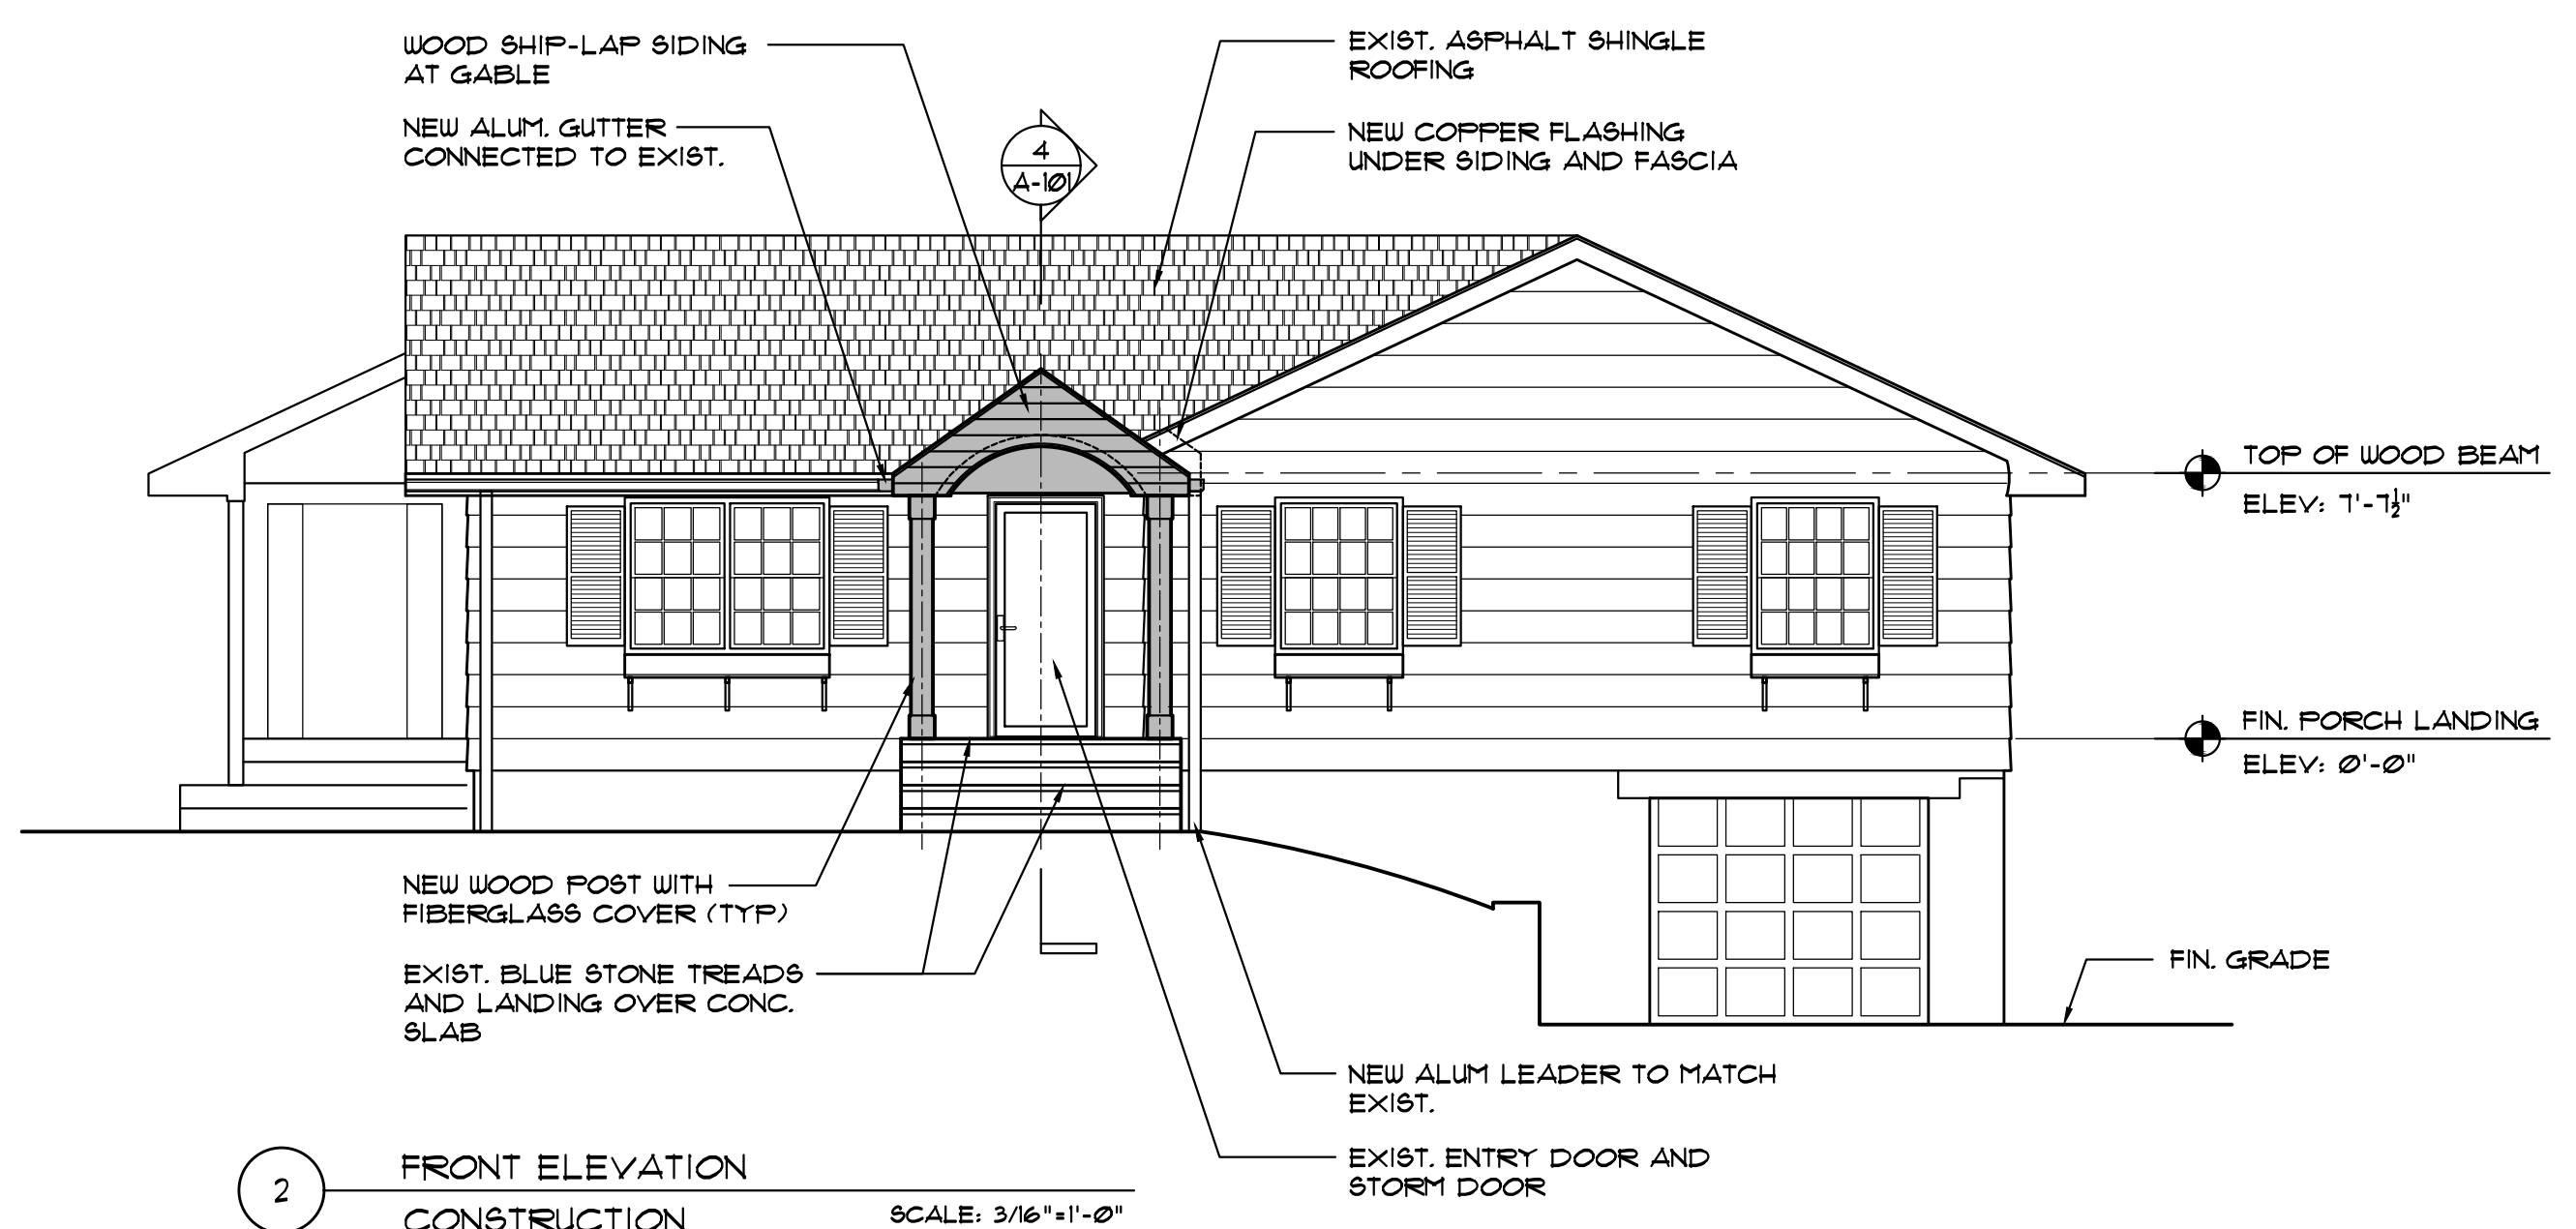 WOOD SHIP-LAP SIDING
AT GABLE
NEW ALUM. GUTTER
CONNECTED TO EXIST.
4
A-101
EXIST. ASPHALT SHINGLE
ROOFING
NEW COPPER FLASHING
UNDER SIDING AND FASCIA
TOP OF WOOD BEAM
ELEV: 7'-7½"
FIN. PORCH LANDING
ELEV: 0'-0"
NEW WOOD POST WITH
FIBERGLASS COVER (TYP)
EXIST. BLUE STONE TREADS
AND LANDING OVER CONC.
SLAB
FIN. GRADE
NEW ALUM LEADER TO MATCH
EXIST.
EXIST. ENTRY DOOR AND
STORM DOOR
2
FRONT ELEVATION
CONSTRUCTION
SCALE: 3/16"=1'-0"